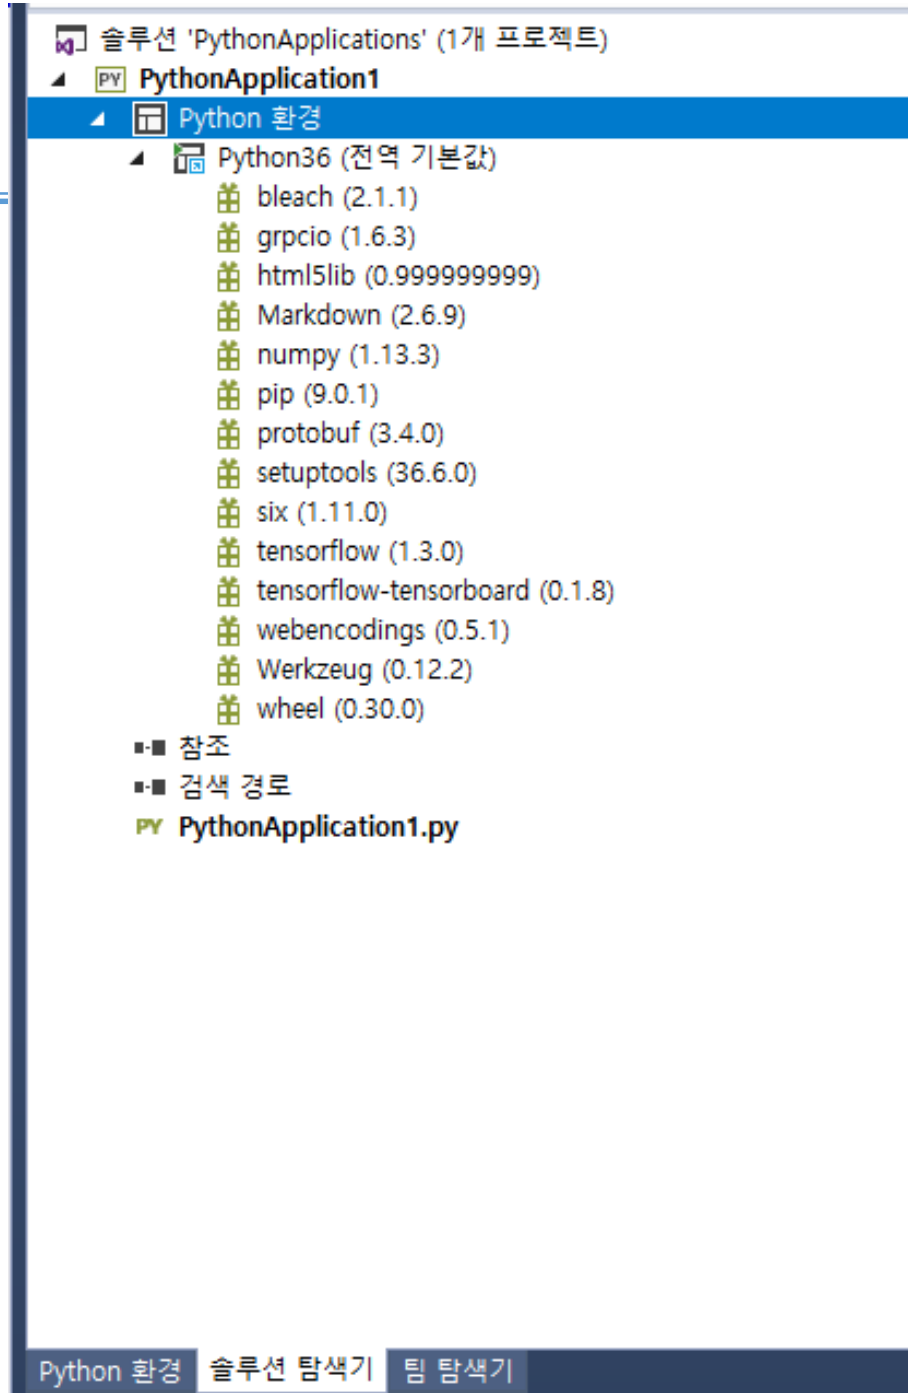 솔루션 'PythonApplications' (1개 프로젝트)
PY PythonApplication1
Python 환경
Python36 (전역 기본값)
bleach (2.1.1)
grpcio (1.6.3)
html5lib (0.999999999)
Markdown (2.6.9)
numpy (1.13.3)
pip (9.0.1)
protobuf (3.4.0)
setuptools (36.6.0)
six (1.11.0)
tensorflow (1.3.0)
tensorflow-tensorboard (0.1.8)
webencodings (0.5.1)
Werkzeug (0.12.2)
wheel (0.30.0)
참조
검색 경로
PY PythonApplication1.py
Python 환경 솔루션 탐색기 팀 탐색기